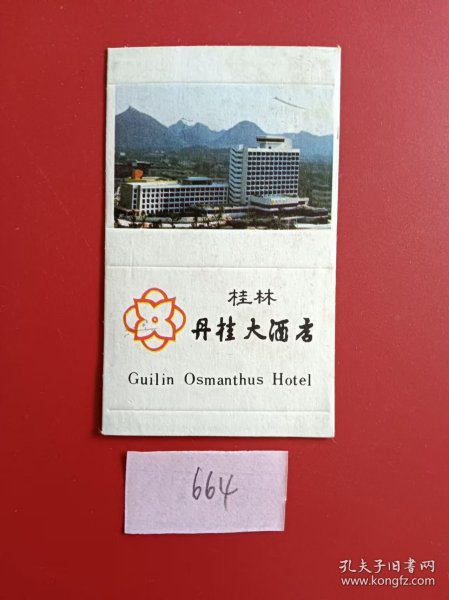 桂林
丹桂大酒店
Guilin Osmanthus Hotel
664
孔夫子旧书网
www.kongfz.com